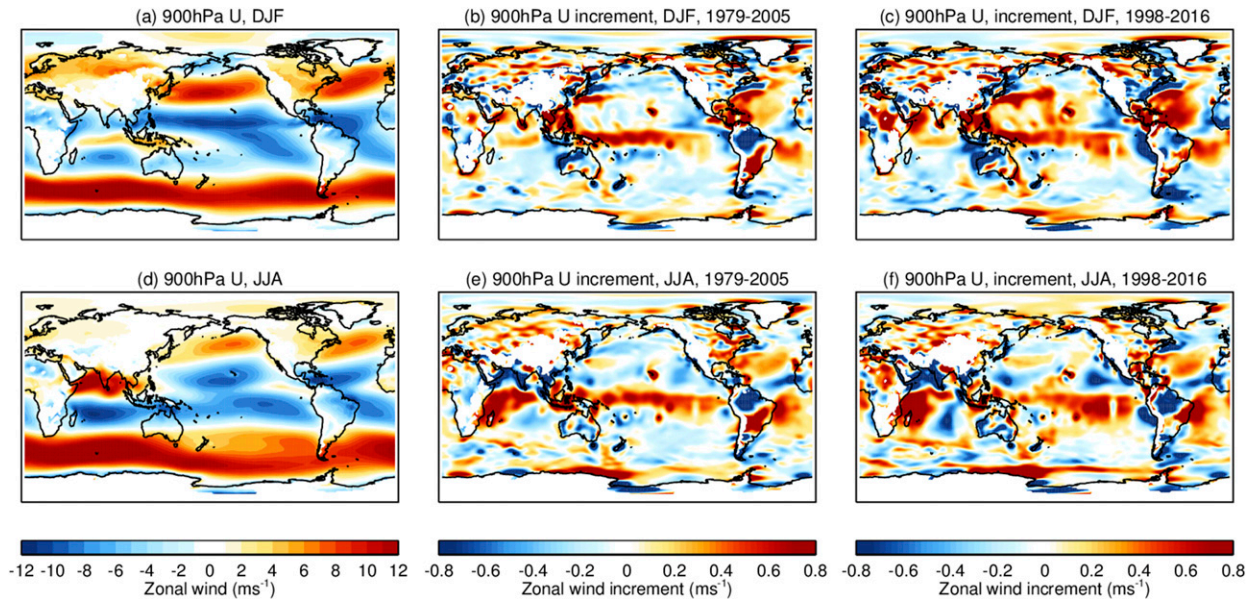 (a) 900hPa U, DJF
(b) 900hPa U increment, DJF, 1979-2005
(c) 900hPa U, increment, DJF, 1998-2016
(d) 900hPa U, JJA
(e) 900hPa U increment, JJA, 1979-2005
(f) 900hPa U, increment, JJA, 1998-2016
-12 -10 -8 -6 -4 -2 0 2 4 6 8 10 12
Zonal wind (ms⁻¹)
-0.8 -0.6 -0.4 -0.2 0 0.2 0.4 0.6 0.8
Zonal wind increment (ms⁻¹)
-0.8 -0.6 -0.4 -0.2 0 0.2 0.4 0.6 0.8
Zonal wind increment (ms⁻¹)